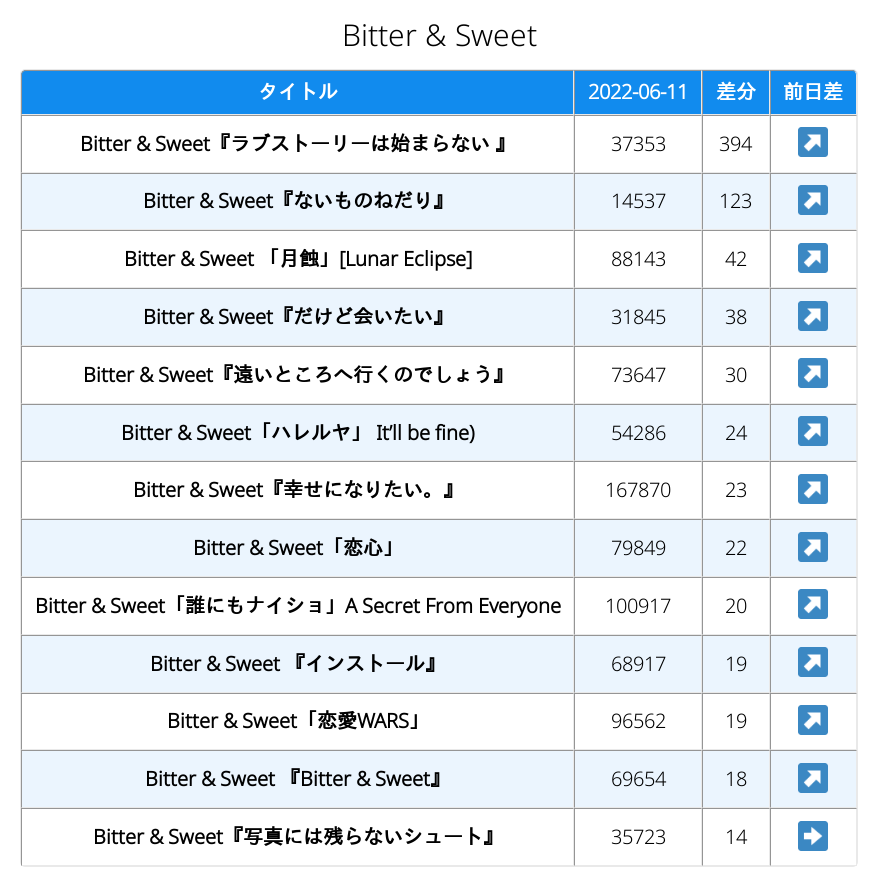 Bitter & Sweet
タイトル 2022-06-11 差分 前日差
Bitter & Sweet『ラブストーリーは始まらない 』 37353 394
Bitter & Sweet『ないものねだり』 14537 123
Bitter & Sweet 「月蝕」[Lunar Eclipse] 88143 42
Bitter & Sweet『だけど会いたい』 31845 38
Bitter & Sweet『遠いところへ行くのでしょう』 73647 30
Bitter & Sweet「ハレルヤ」 It’ll be fine) 54286 24
Bitter & Sweet『幸せになりたい。』 167870 23
Bitter & Sweet「恋心」 79849 22
Bitter & Sweet「誰にもナイショ」A Secret From Everyone 100917 20
Bitter & Sweet 『インストール』 68917 19
Bitter & Sweet「恋愛WARS」 96562 19
Bitter & Sweet 『Bitter & Sweet』 69654 18
Bitter & Sweet『写真には残らないシュート』 35723 14